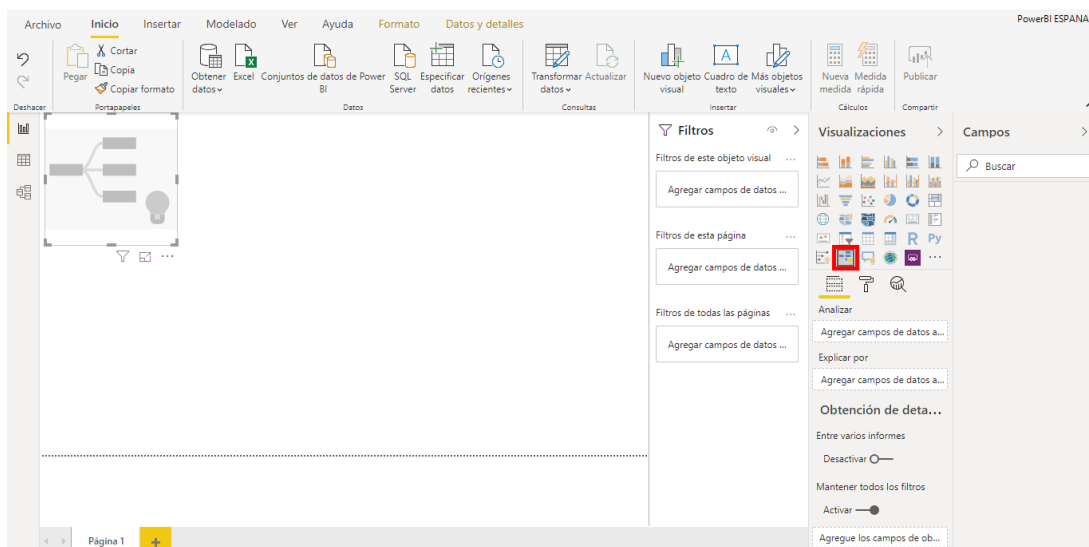 PowerBI ESPANA
Archivo Inicio Insertar Modelado Ver Ayuda Formato Datos y detalles
Pegar
Cortar
Copia
Copiar formato
Obtener datos
Excel
Conjuntos de datos de Power BI
SQL Server
Especificar datos
Orígenes recientes
Transformar datos
Actualizar
Nuevo objeto visual
Cuadro de texto
Más objetos visuales
Nueva medida
Medida rápida
Publicar
Deshacer Portapapeles Datos Consultas Insertar Cálculos Compartir
Filtros
Filtros de este objeto visual ...
Agregar campos de datos ...
Filtros de esta página ...
Agregar campos de datos ...
Filtros de todas las páginas ...
Agregar campos de datos ...
Visualizaciones
R Py
Analizar
Agregar campos de datos a...
Explicar por
Agregar campos de datos a...
Obtención de deta...
Entre varios informes
Desactivar
Mantener todos los filtros
Activar
Agregue los campos de ob...
Campos
Buscar
Página 1 +